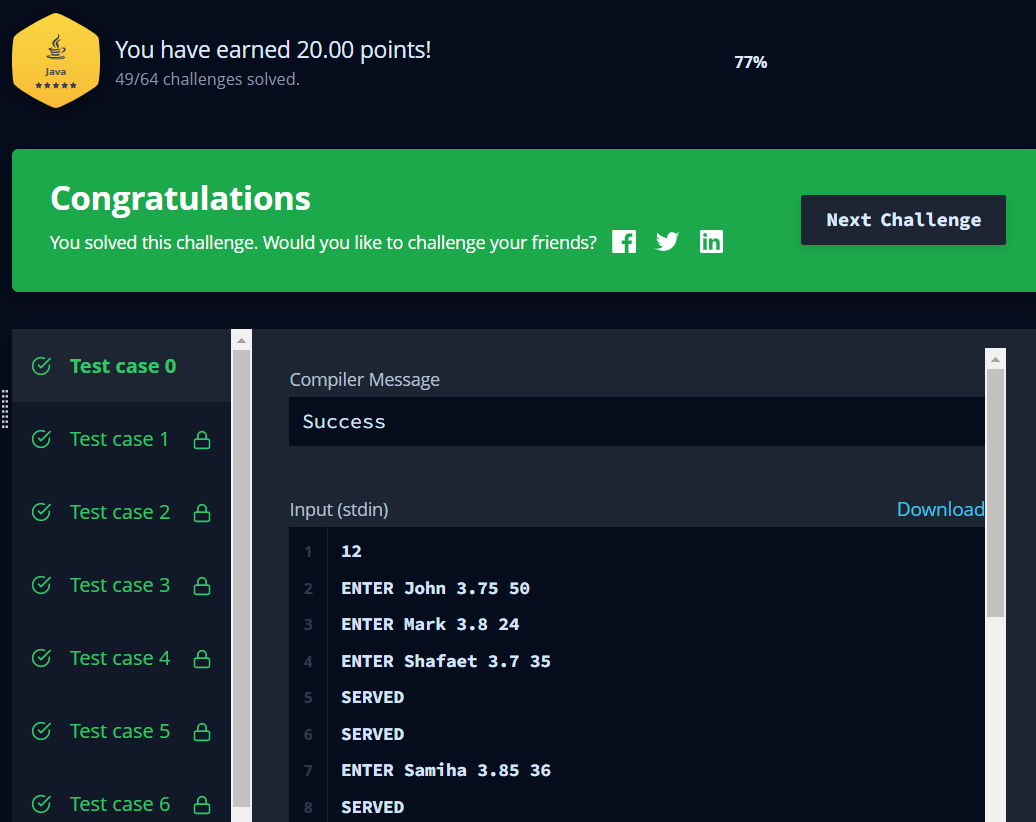 Java
You have earned 20.00 points!
49/64 challenges solved.
77%
Congratulations
You solved this challenge. Would you like to challenge your friends?
Next Challenge
Test case 0
Test case 1
Test case 2
Test case 3
Test case 4
Test case 5
Test case 6
Compiler Message
Success
Input (stdin)
Download
1 12
2 ENTER John 3.75 50
3 ENTER Mark 3.8 24
4 ENTER Shafaet 3.7 35
5 SERVED
6 SERVED
7 ENTER Samiha 3.85 36
8 SERVED